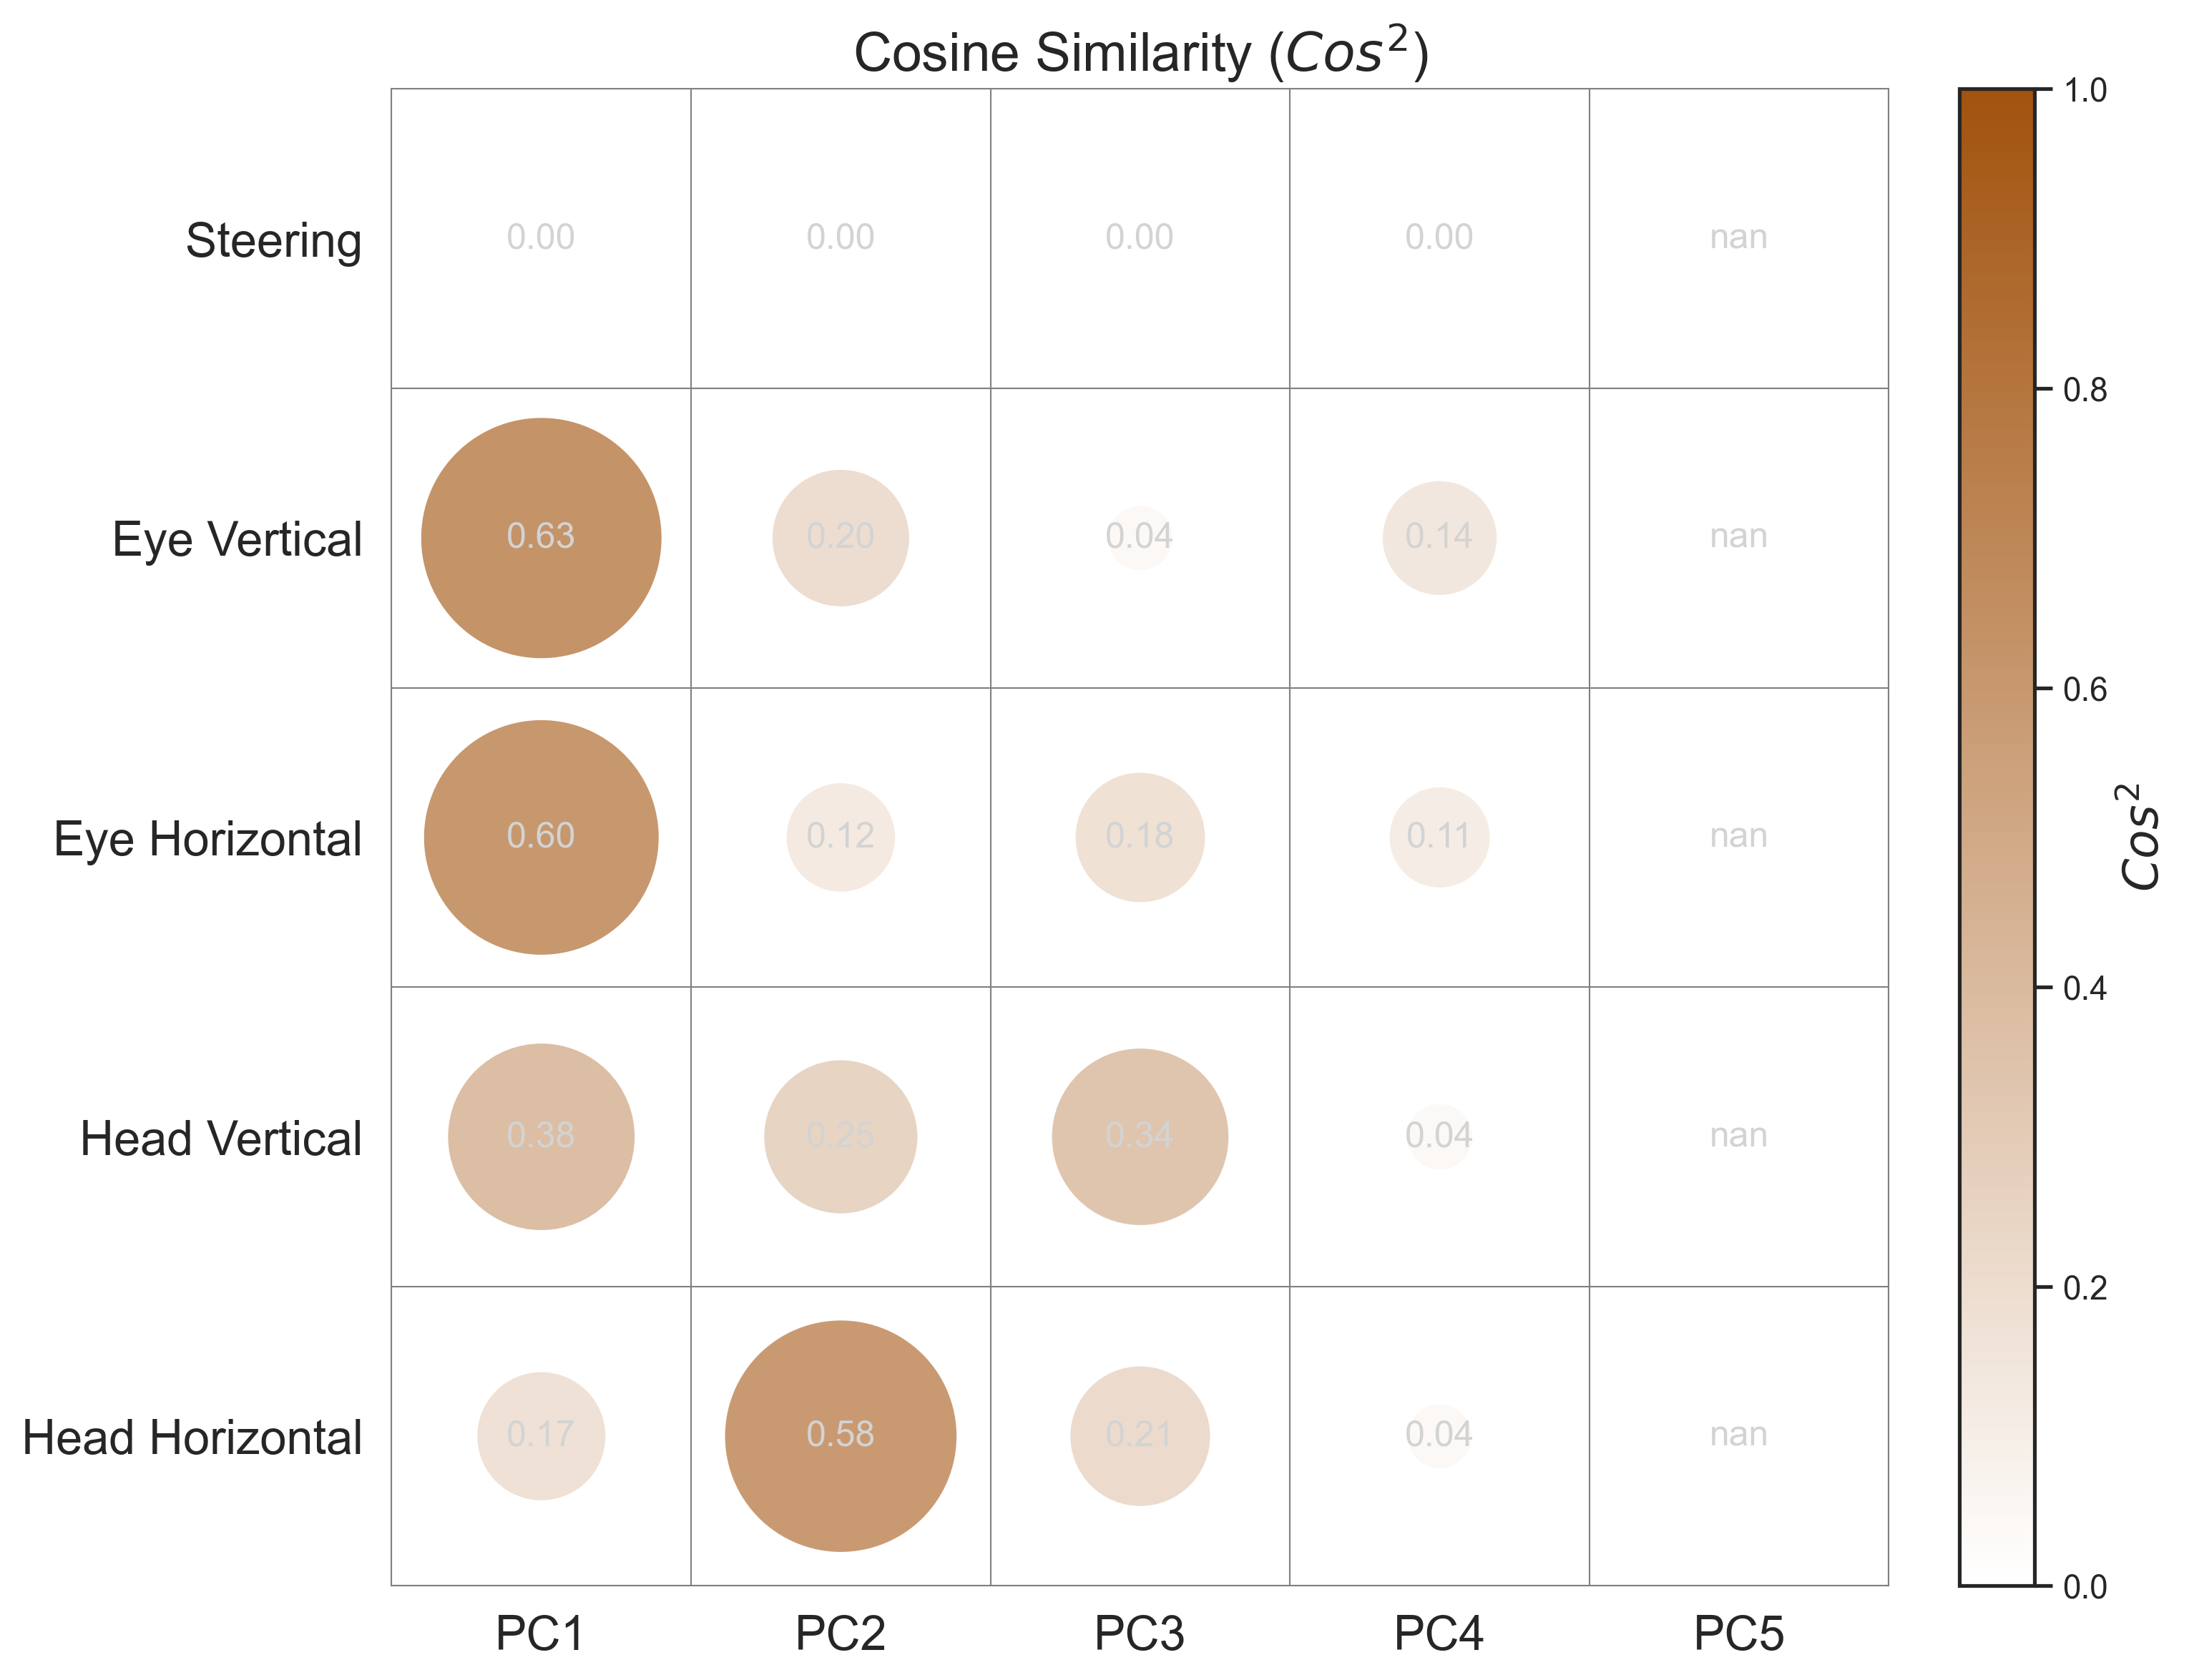 Cosine Similarity (Cos²)
Steering 0.00 0.00 0.00 0.00 nan
Eye Vertical 0.63 0.20 0.04 0.14 nan
Eye Horizontal 0.60 0.12 0.18 0.11 nan
Head Vertical 0.38 0.25 0.34 0.04 nan
Head Horizontal 0.17 0.58 0.21 0.04 nan
PC1 PC2 PC3 PC4 PC5
1.0
0.8
0.6
0.4
0.2
0.0
Cos²